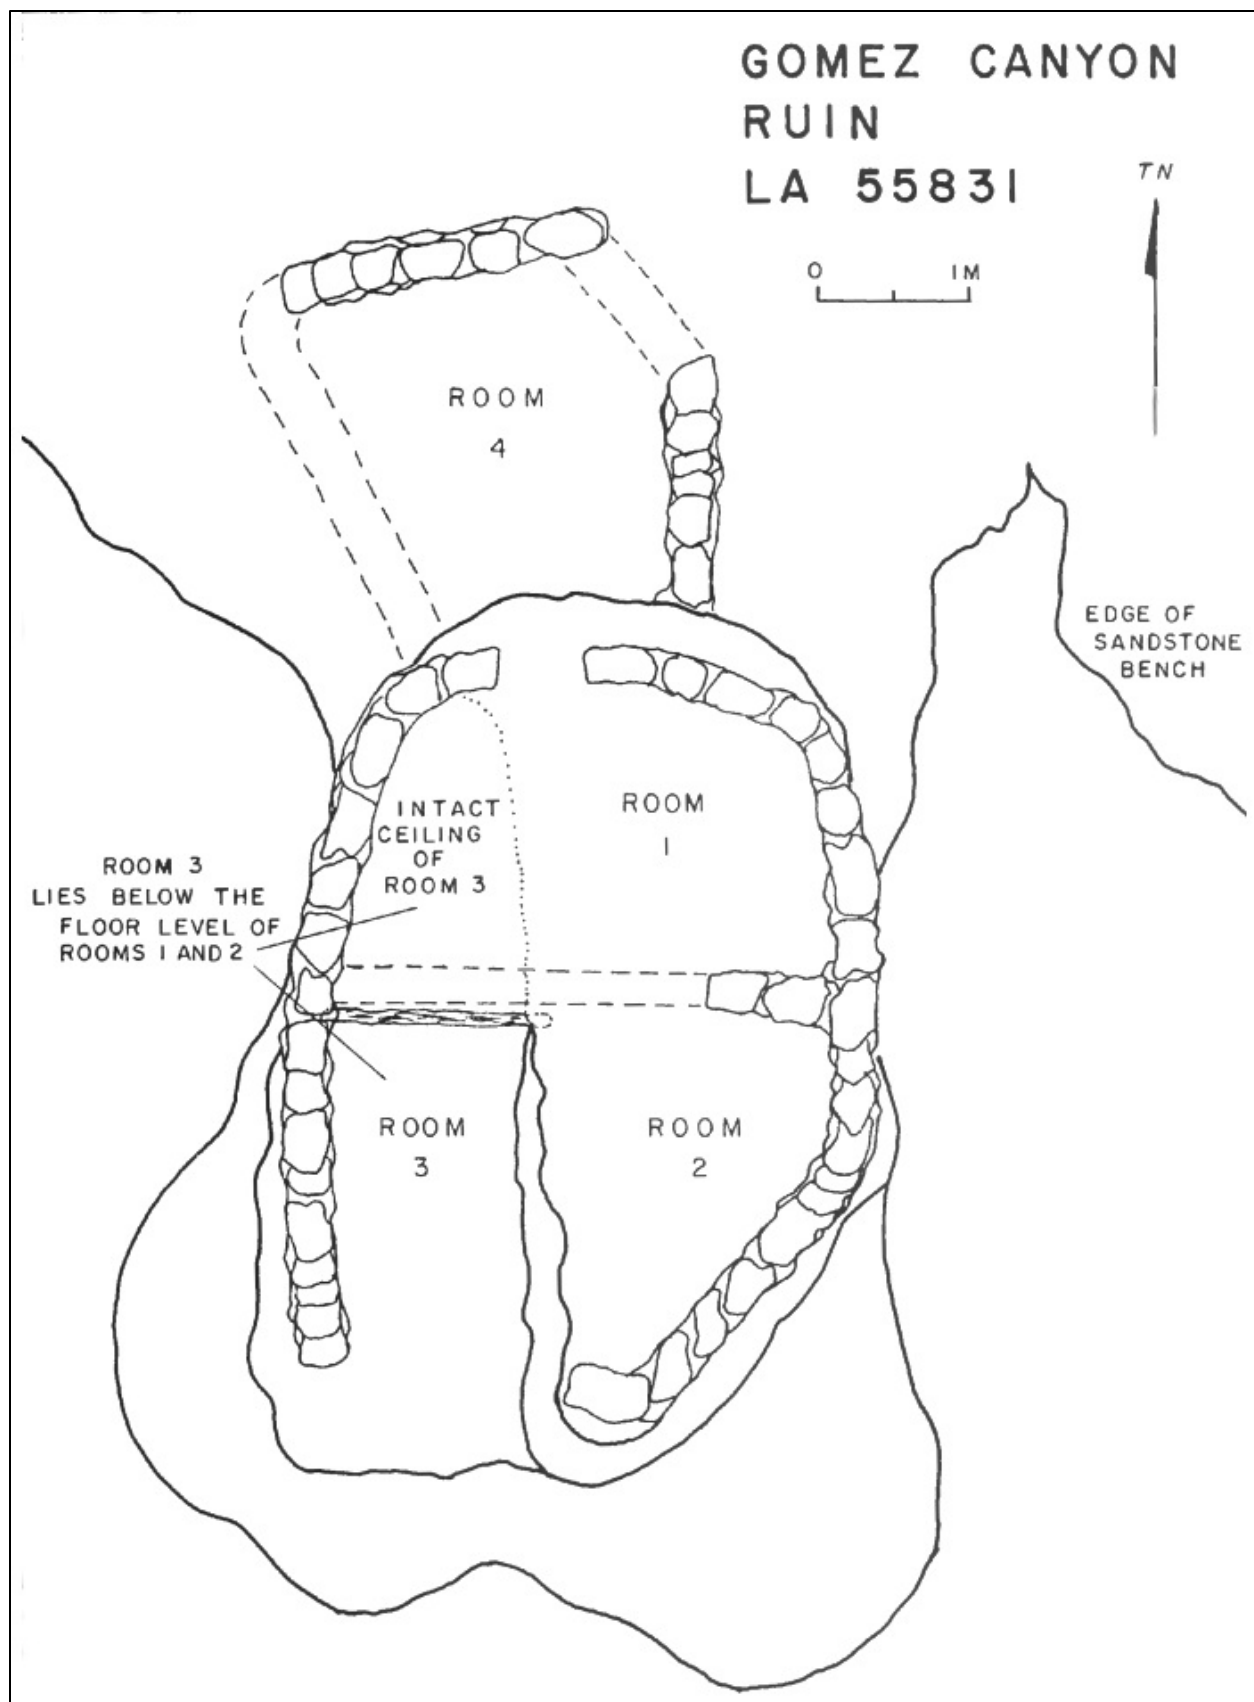 GOMEZ CANYON
RUIN
LA 55831
TN
0 1M
ROOM
4
EDGE OF
SANDSTONE
BENCH
ROOM
1
INTACT
CEILING
OF
ROOM 3
ROOM 3
LIES BELOW THE
FLOOR LEVEL OF
ROOMS 1 AND 2
ROOM
3
ROOM
2